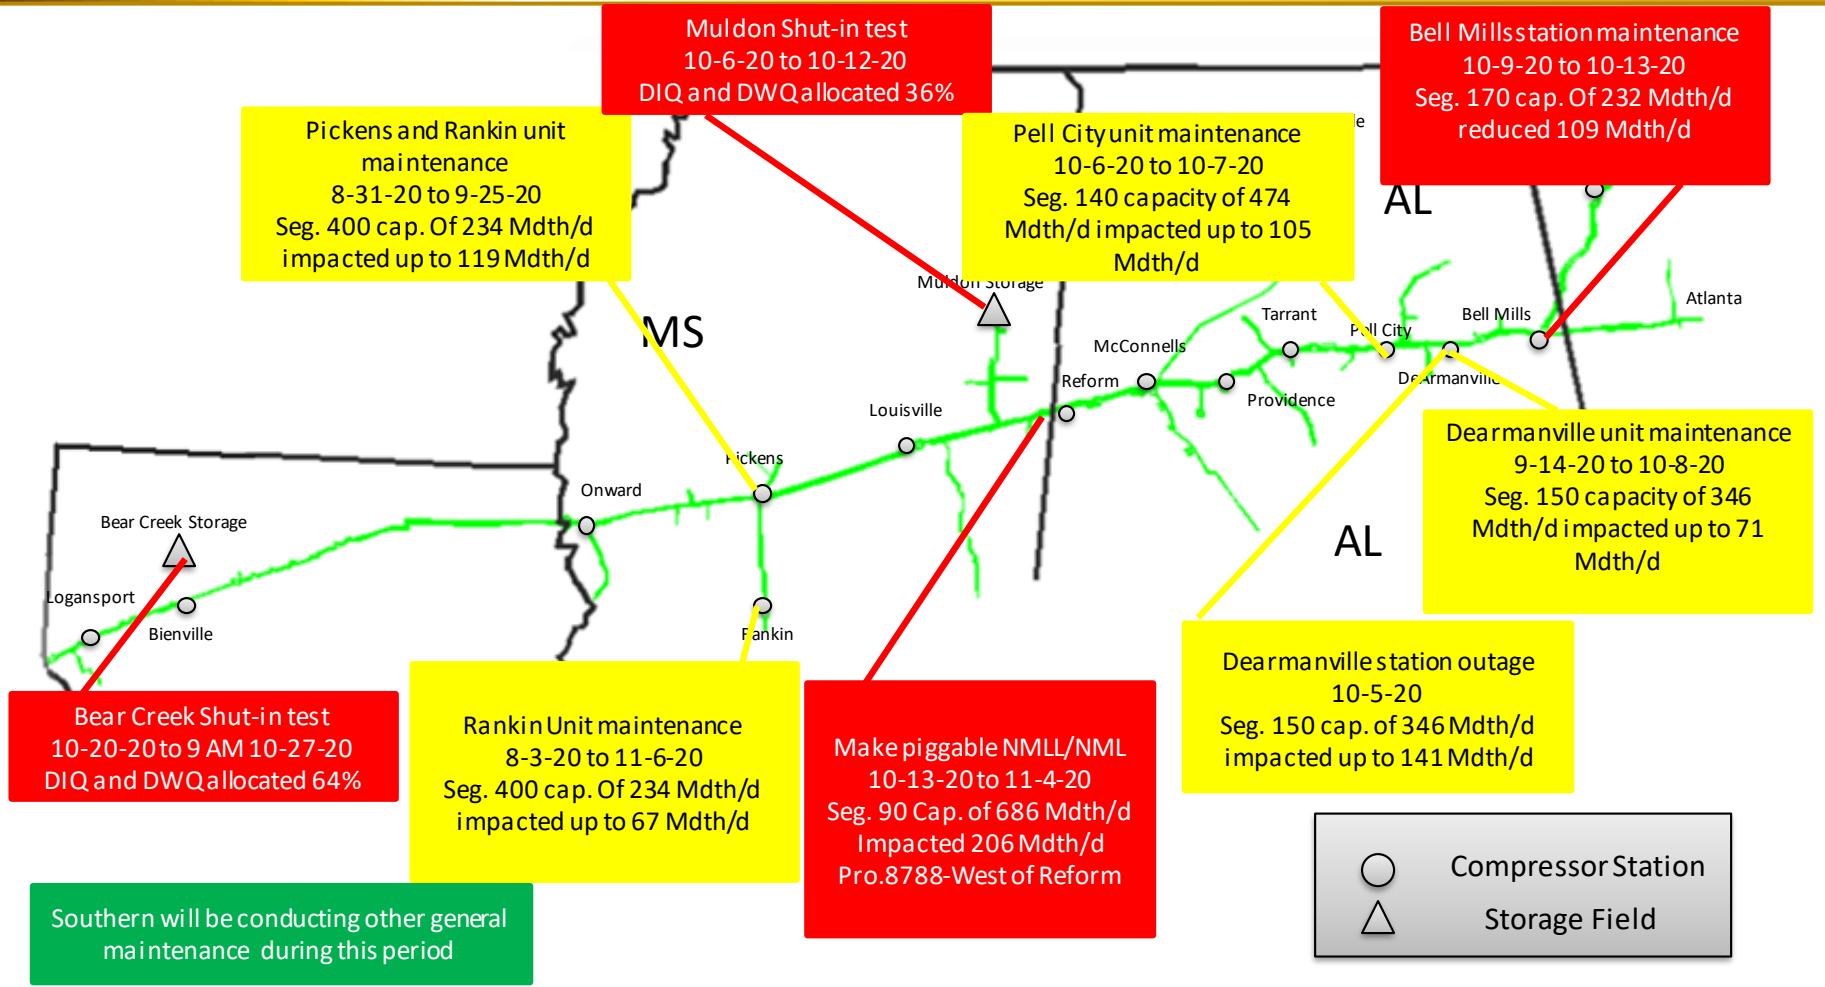 Muldon Shut-in test
10-6-20 to 10-12-20
DIQ and DWQ allocated 36%
Bell Mills station maintenance
10-9-20 to 10-13-20
Seg. 170 cap. Of 232 Mdth/d
reduced 109 Mdth/d
Pickens and Rankin unit
maintenance
8-31-20 to 9-25-20
Seg. 400 cap. Of 234 Mdth/d
impacted up to 119 Mdth/d
Pell City unit maintenance
10-6-20 to 10-7-20
Seg. 140 capacity of 474
Mdth/d impacted up to 105
Mdth/d
le
AL
MS
Muldon Storage
Atlanta
Bell Mills
Tarrant
Pell City
McConnells
DeArmanville
Reform
Providence
Louisville
Pickens
Onward
Bear Creek Storage
Logansport
Bienville
Rankin
AL
Dearmanville unit maintenance
9-14-20 to 10-8-20
Seg. 150 capacity of 346
Mdth/d impacted up to 71
Mdth/d
Dearmanville station outage
10-5-20
Seg. 150 cap. of 346 Mdth/d
impacted up to 141 Mdth/d
Bear Creek Shut-in test
10-20-20 to 9 AM 10-27-20
DIQ and DWQ allocated 64%
Rankin Unit maintenance
8-3-20 to 11-6-20
Seg. 400 cap. Of 234 Mdth/d
impacted up to 67 Mdth/d
Make piggable NMLL/NML
10-13-20 to 11-4-20
Seg. 90 Cap. of 686 Mdth/d
Impacted 206 Mdth/d
Pro.8788-West of Reform
Compressor Station
Storage Field
Southern will be conducting other general
maintenance during this period